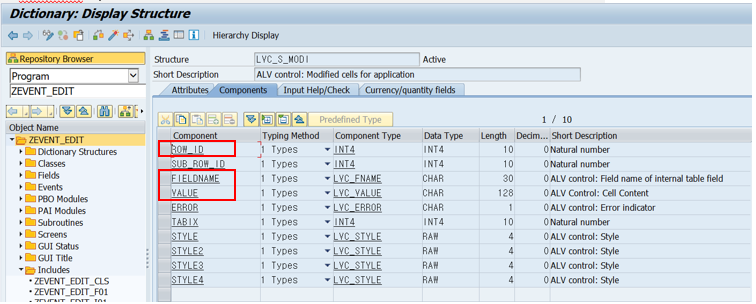 Dictionary: Display Structure
Hierarchy Display
Repository Browser
Program
ZEVENT_EDIT
Object Name
ZEVENT_EDIT
Dictionary Structures
Classes
Fields
Events
PBO Modules
PAI Modules
Subroutines
Screens
GUI Status
GUI Title
Includes
ZEVENT_EDIT_CLS
ZEVENT_EDIT_F01
ZEVENT_EDIT_I01
Structure LVC_S_MODI Active
Short Description ALV control: Modified cells for application
Attributes Components Input Help/Check Currency/quantity fields
Predefined Type 1 / 10
Component Typing Method Component Type Data Type Length Decim... Short Description
ROW_ID 1 Types INT4 INT4 10 0 Natural number
SUB_ROW_ID 1 Types INT4 INT4 10 0 Natural number
FIELDNAME 1 Types LVC_FNAME CHAR 30 0 ALV control: Field name of internal table field
VALUE 1 Types LVC_VALUE CHAR 128 0 ALV Control: Cell Content
ERROR 1 Types LVC_ERROR CHAR 1 0 ALV control: Error indicator
TABIX 1 Types INT4 INT4 10 0 Natural number
STYLE 1 Types LVC_STYLE RAW 4 0 ALV control: Style
STYLE2 1 Types LVC_STYLE RAW 4 0 ALV control: Style
STYLE3 1 Types LVC_STYLE RAW 4 0 ALV control: Style
STYLE4 1 Types LVC_STYLE RAW 4 0 ALV control: Style